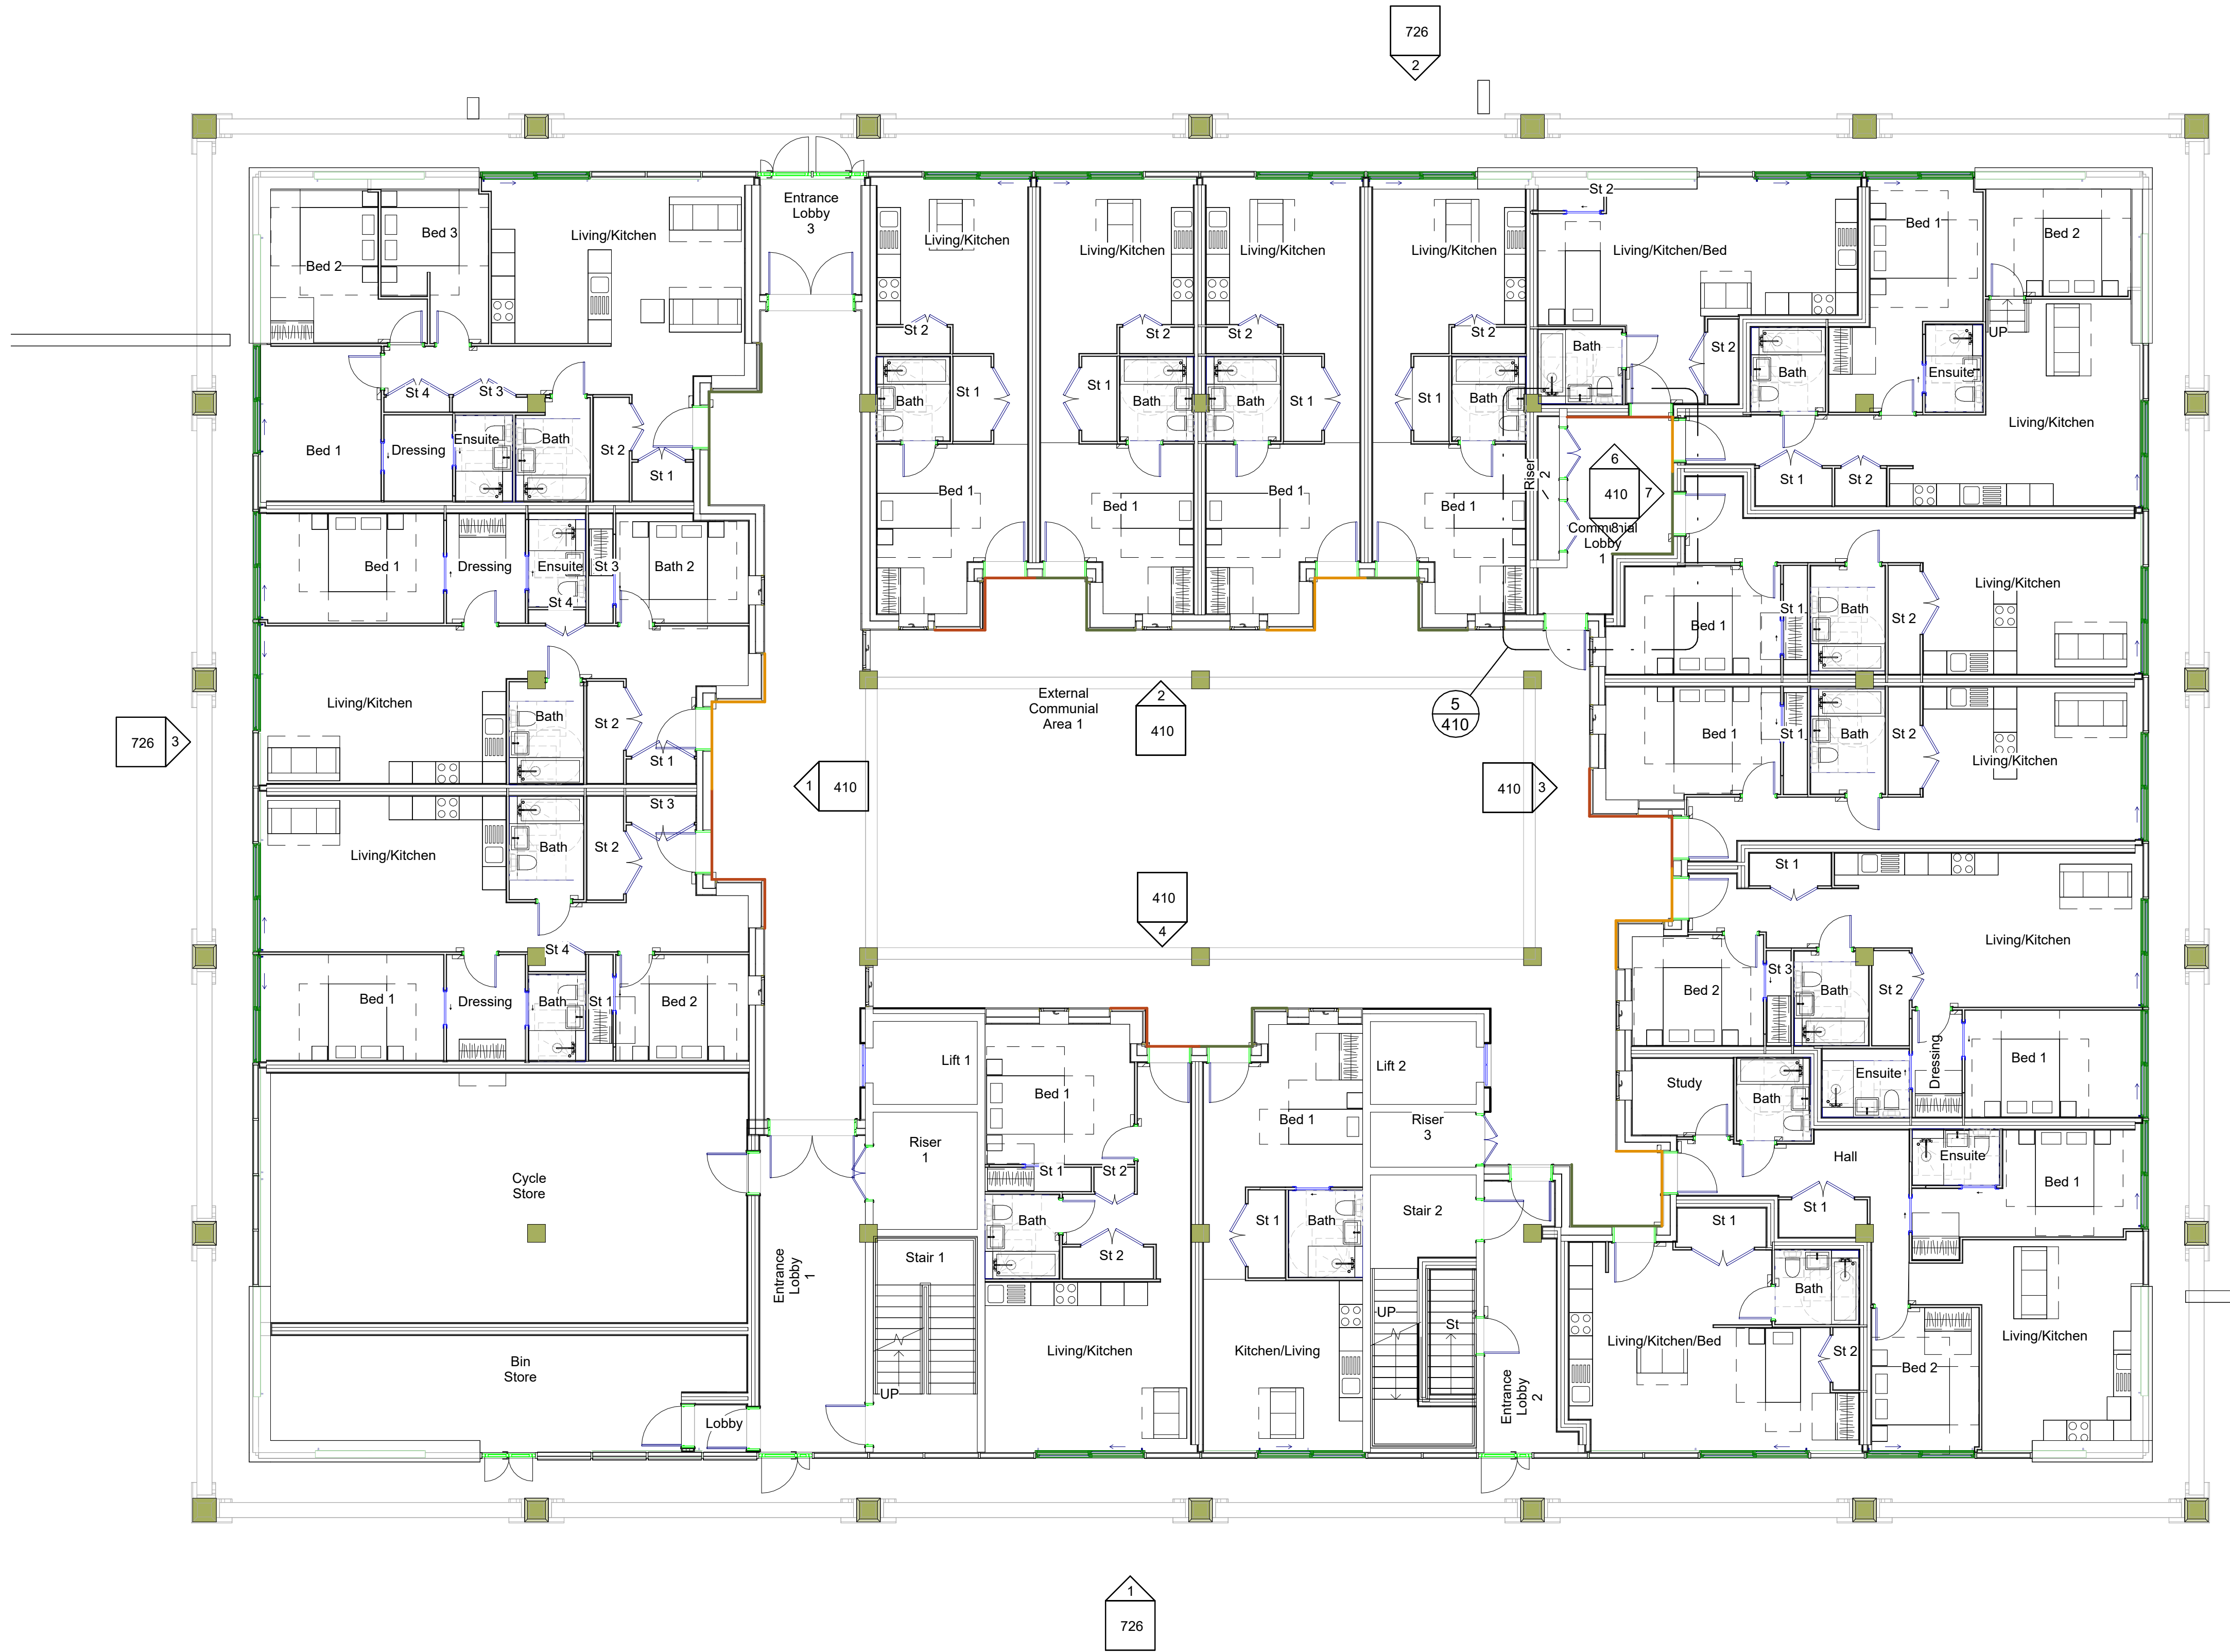 726
2
Entrance
Lobby
3
St 2
Bed 3
Living/Kitchen
Bed 2
Living/Kitchen
Living/Kitchen
Living/Kitchen
Living/Kitchen
Living/Kitchen/Bed
Bed 1
Bed 2
St 2
St 2
St 2
St 2
UP
Bath
St 2
Bath
Ensuite
St 4
St 3
St 1
St 1
Bath
Bath
Bath
St 1
St 1
Bath
Living/Kitchen
Bed 1
Dressing
Ensuite
Bath
St 2
St 1
Bed 1
Bed 1
Bed 1
Bed 1
Riser
2
6
410
7
8
Communial
Lobby
1
St 1
St 2
Bed 1
Dressing
Ensuite
St 3
Bath 2
St 4
Living/Kitchen
Bed 1
St 1
Bath
St 2
Living/Kitchen
Bath
St 2
St 1
External
Communial
Area 1
2
410
5
410
Bed 1
St 1
Bath
St 2
Living/Kitchen
726
3
1
410
410
3
Living/Kitchen
Bath
St 3
St 2
410
4
St 1
Living/Kitchen
St 4
Bed 1
Dressing
Bath
St 1
Bed 2
Bed 2
St 3
Bath
St 2
Lift 1
Bed 1
Lift 2
Study
Bath
Ensuite
Dressing
Bed 1
Riser
1
Bed 1
Riser
3
St 1
St 2
Hall
Ensuite
Bed 1
Cycle
Store
Bath
St 2
St 1
Bath
Stair 2
St 1
St 1
Entrance
Lobby
1
Stair 1
UP
Living/Kitchen
Kitchen/Living
UP
St
Living/Kitchen/Bed
Bath
St 2
Living/Kitchen
Bed 2
Bin
Store
Lobby
Entrance
Lobby
2
1
726